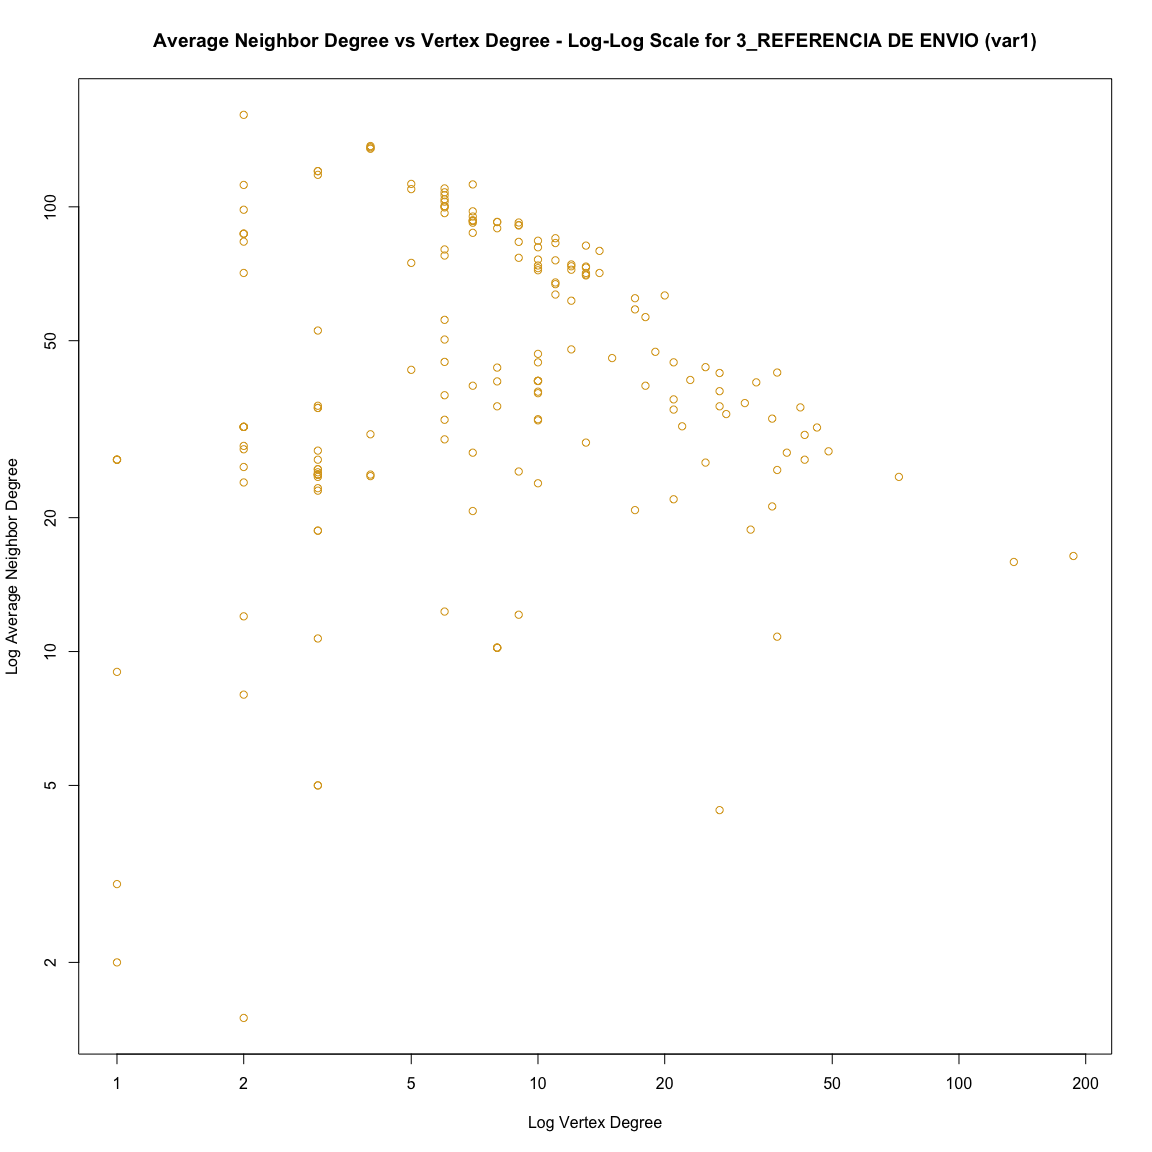 Average Neighbor Degree vs Vertex Degree - Log-Log Scale for 3_REFERENCIA DE ENVIO (var1)
Log Average Neighbor Degree
100
50
20
10
5
2
1 2 5 10 20 50 100 200
Log Vertex Degree